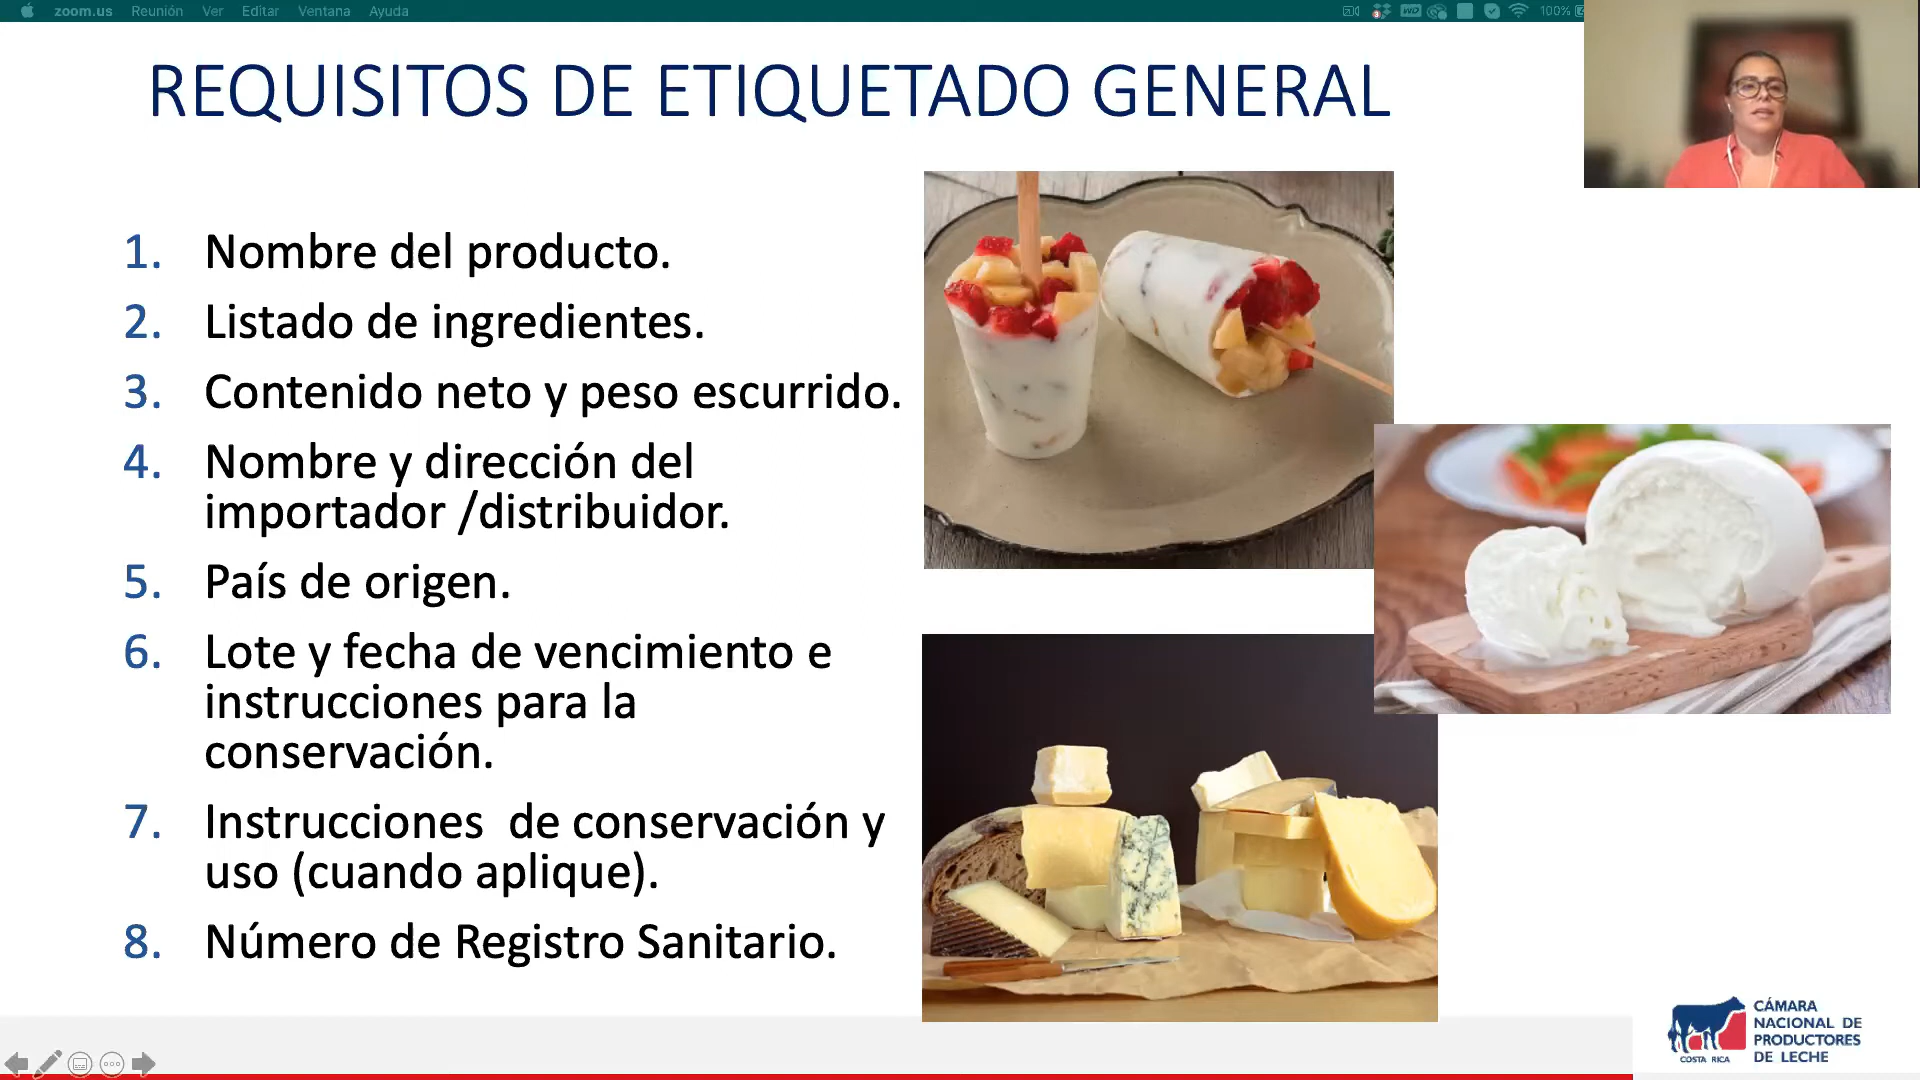 zoom.us Reunión Ver Editar Ventana Ayuda
100%
REQUISITOS DE ETIQUETADO GENERAL
1. Nombre del producto.
2. Listado de ingredientes.
3. Contenido neto y peso escurrido.
4. Nombre y dirección del
importador /distribuidor.
5. País de origen.
6. Lote y fecha de vencimiento e
instrucciones para la
conservación.
7. Instrucciones  de conservación y
uso (cuando aplique).
8. Número de Registro Sanitario.
CÁMARA
NACIONAL DE
PRODUCTORES
DE LECHE
COSTA RICA